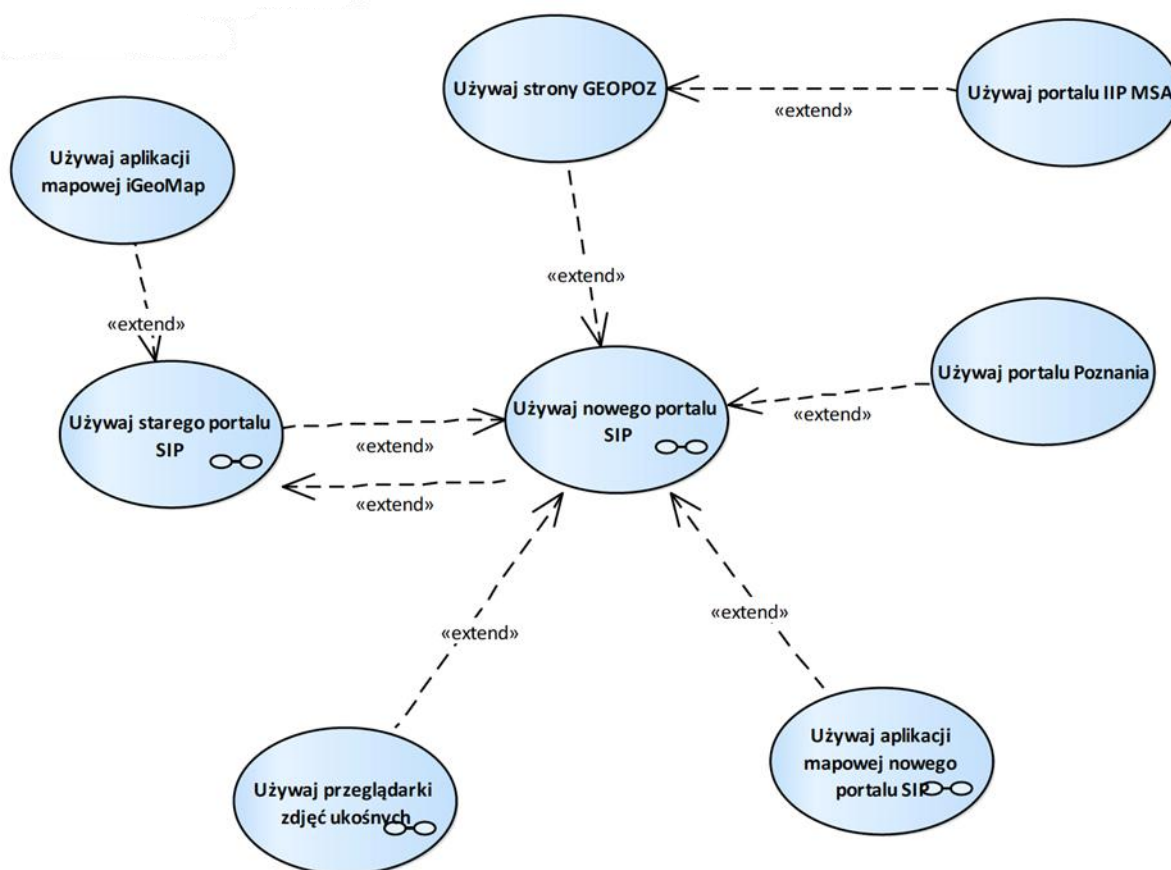 Używaj strony GEOPOZ
«extend»
Używaj portalu IIP MSA
Używaj aplikacji
mapowej iGeoMap
«extend»
«extend»
Używaj starego portalu
SIP
«extend»
«extend»
Używaj nowego portalu
SIP
«extend»
Używaj portalu Poznania
«extend»
«extend»
Używaj przeglądarki
zdjęć ukośnych
Używaj aplikacji
mapowej nowego
portalu SIP